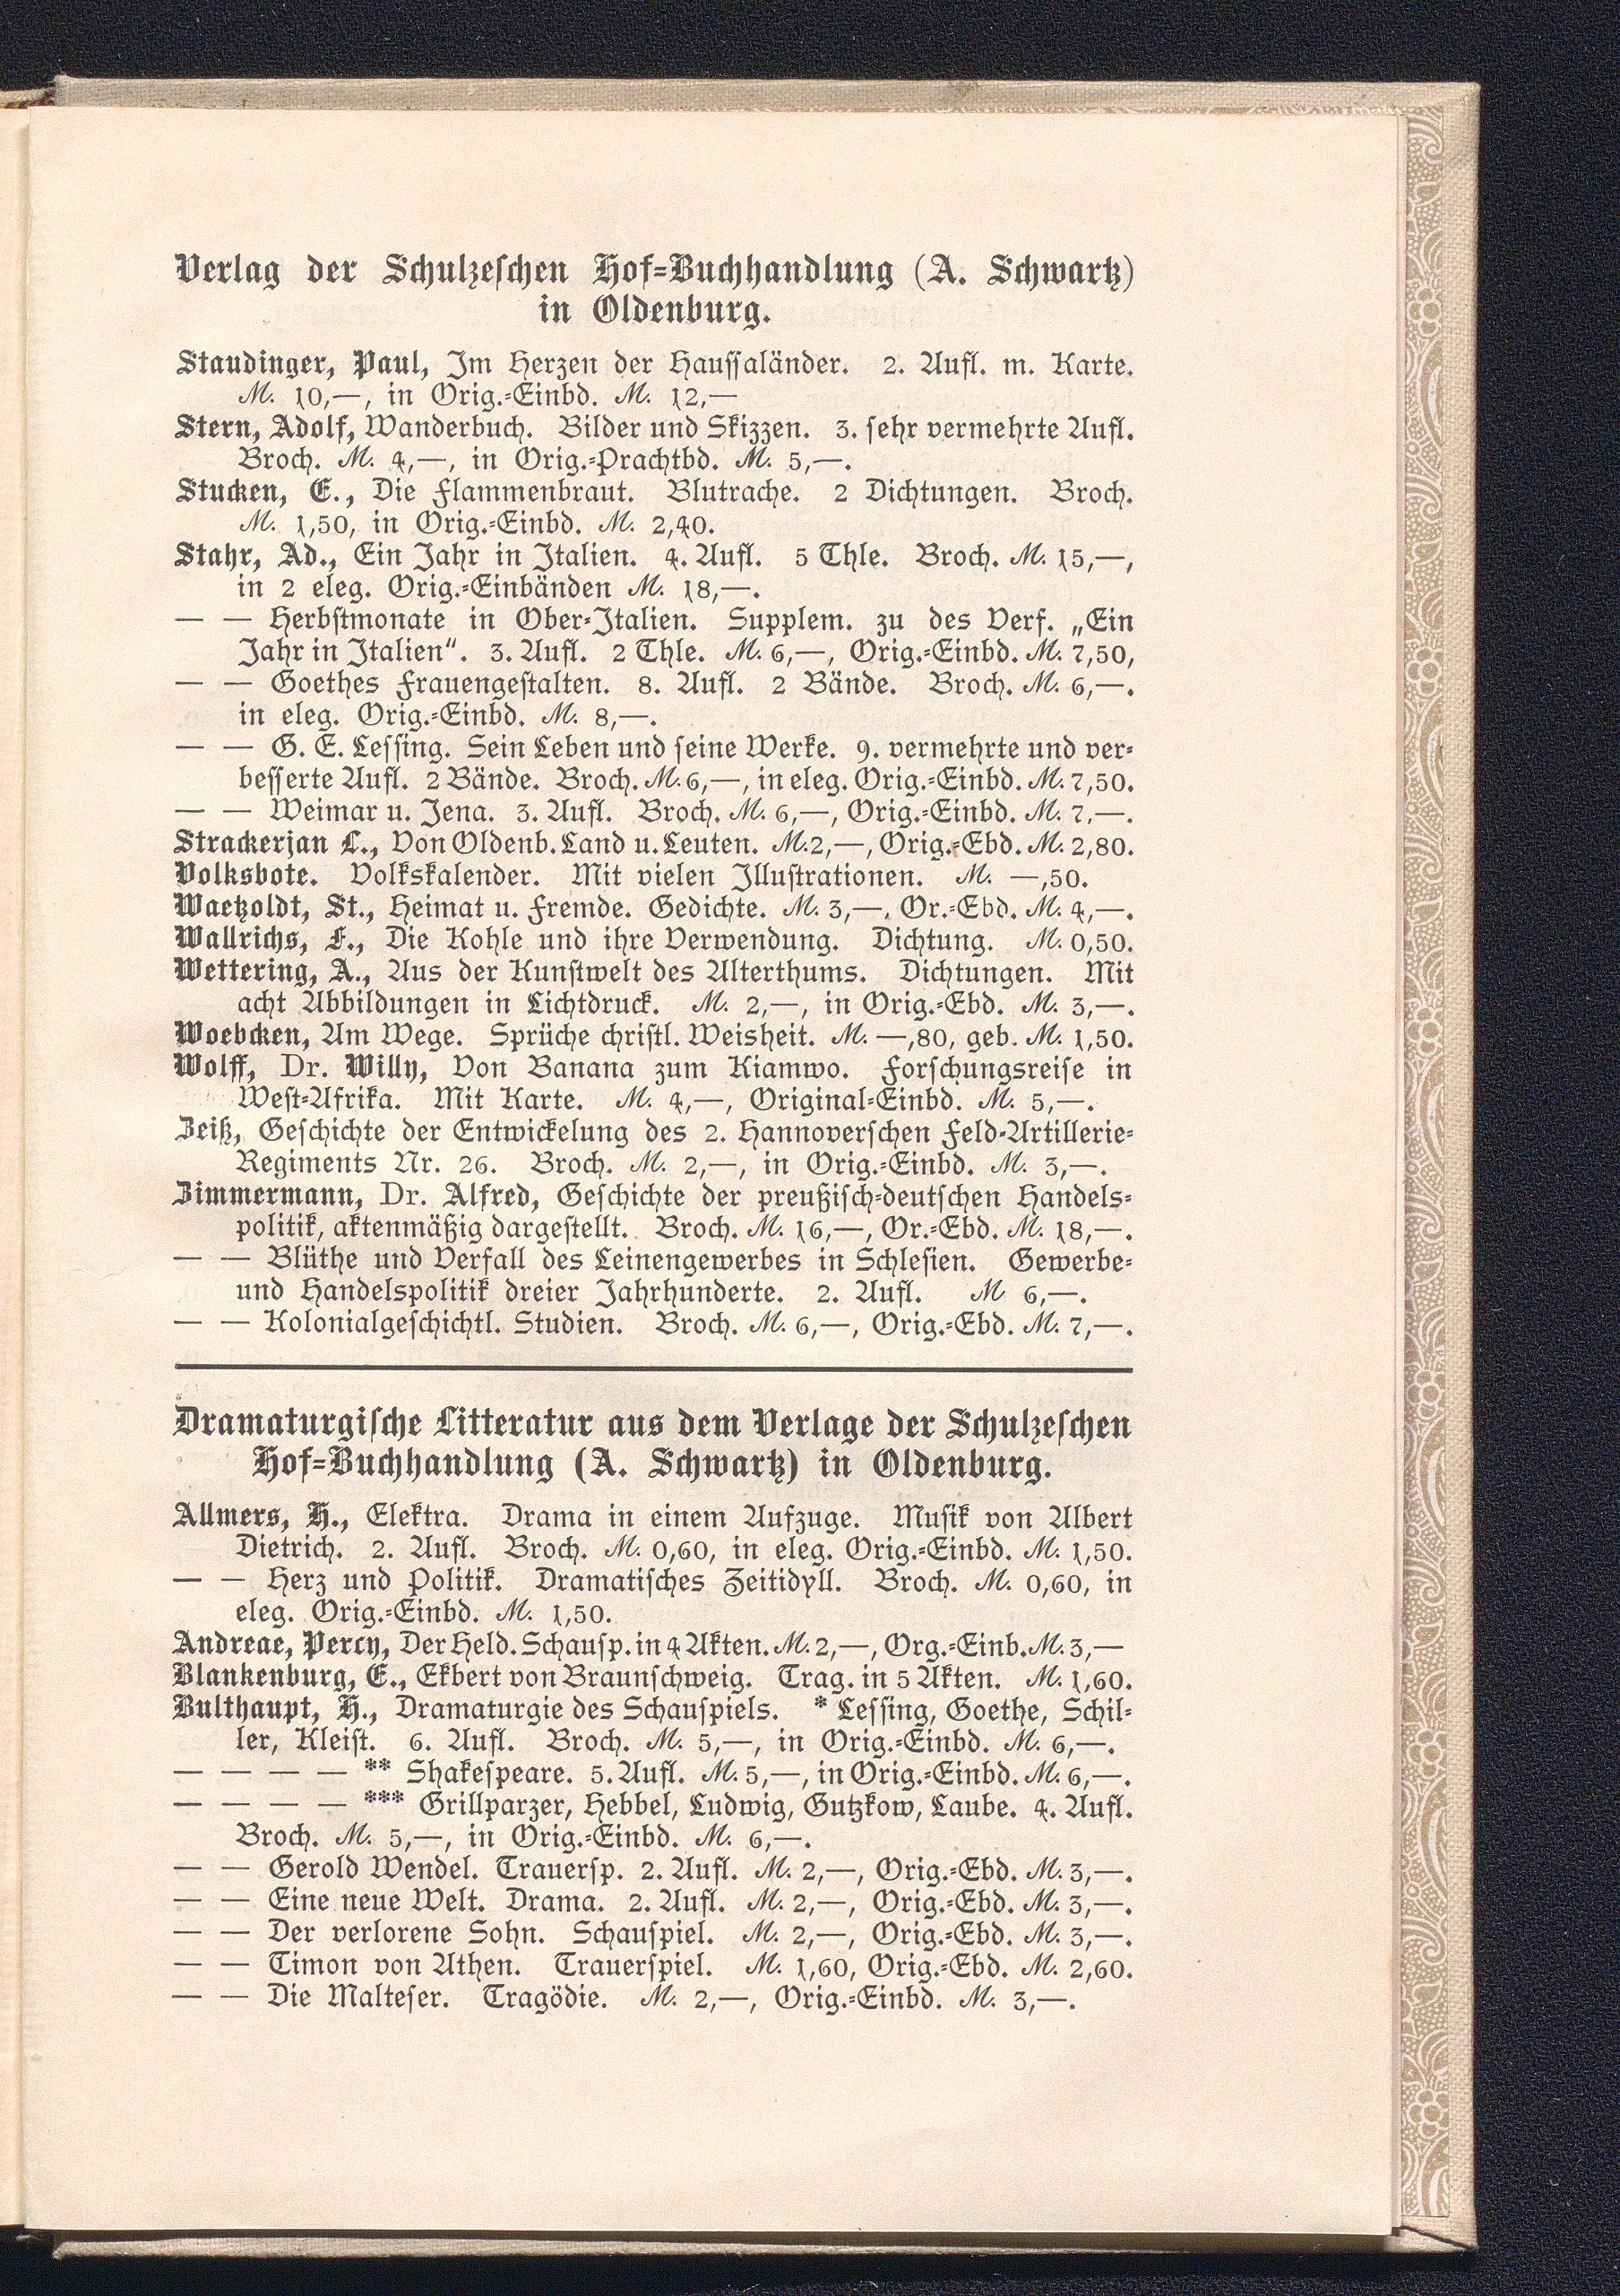 Verlag der Schulzeschen Hof-Buchhandlung (A. Schwartz)
in Oldenburg.
Staudinger, Paul, Im Herzen der Haussaländer. 2. Aufl. m. Karte.
M. 10,—, in Orig.-Einbd. M. 12,—
Stern, Adolf, Wanderbuch. Bilder und Skizzen. 3. sehr vermehrte Aufl.
Broch. M. 4,—, in Orig.-Prachtbd. M. 5,—.
Stucken, E., Die Flammenbraut. Blutrache. 2 Dichtungen. Broch.
M. 1,50, in Orig.-Einbd. M. 2,40.
Stahr, Ad., Ein Jahr in Italien. 4. Aufl. 5 Thle. Broch. M. 15,—,
in 2 eleg. Orig.-Einbänden M. 18,—.
— — Herbstmonate in Ober-Italien. Supplem. zu des Verf. „Ein
Jahr in Italien“. 3. Aufl. 2 Thle. M. 6,—, Orig.-Einbd. M. 7,50,
— — Goethes Frauengestalten. 8. Aufl. 2 Bände. Broch. M. 6,—.
in eleg. Orig.-Einbd. M. 8,—.
— — G. E. Lessing. Sein Leben und seine Werke. 9. vermehrte und ver-
besserte Aufl. 2 Bände. Broch. M. 6,—, in eleg. Orig.-Einbd. M. 7,50.
— — Weimar u. Jena. 3. Aufl. Broch. M. 6,—, Orig.-Einbd. M. 7,—.
Strackerjan L., Von Oldenb. Land u. Leuten. M. 2,—, Orig.-Ebd. M. 2,80.
Volksbote. Volkskalender. Mit vielen Illustrationen. M. —,50.
Waetzoldt, St., Heimat u. Fremde. Gedichte. M. 3,—, Or.-Ebd. M. 4,—.
Wallrichs, F., Die Kohle und ihre Verwendung. Dichtung. M. 0,50.
Wettering, A., Aus der Kunstwelt des Alterthums. Dichtungen. Mit
acht Abbildungen in Lichtdruck. M. 2,—, in Orig.-Ebd. M. 3,—.
Woebcken, Am Wege. Sprüche christl. Weisheit. M. —,80, geb. M. 1,50.
Wolff, Dr. Willy, Von Banana zum Kiamwo. Forschungsreise in
West-Afrika. Mit Karte. M. 4,—, Original-Einbd. M. 5,—.
Zeiß, Geschichte der Entwickelung des 2. Hannoverschen Feld-Artillerie-
Regiments Nr. 26. Broch. M. 2,—, in Orig.-Einbd. M. 3,—.
Zimmermann, Dr. Alfred, Geschichte der preußisch-deutschen Handels-
politik, aktenmäßig dargestellt. Broch. M. 16,—, Or.-Ebd. M. 18,—.
— — Blüthe und Verfall des Leinengewerbes in Schlesien. Gewerbe-
und Handelspolitik dreier Jahrhunderte. 2. Aufl. M 6,—.
— — Kolonialgeschichtl. Studien. Broch. M. 6,—, Orig.-Ebd. M. 7,—.
Dramaturgische Litteratur aus dem Verlage der Schulzeschen
Hof-Buchhandlung (A. Schwartz) in Oldenburg.
Allmers, H., Elektra. Drama in einem Aufzuge. Musik von Albert
Dietrich. 2. Aufl. Broch. M. 0,60, in eleg. Orig.-Einbd. M. 1,50.
— — Herz und Politik. Dramatisches Zeitidyll. Broch. M. 0,60, in
eleg. Orig.-Einbd. M. 1,50.
Andreae, Percy, Der Held. Schausp. in 4 Akten. M. 2,—, Org.-Einb. M. 3,—
Blankenburg, E., Ekbert von Braunschweig. Trag. in 5 Akten. M. 1,60.
Bulthaupt, H., Dramaturgie des Schauspiels. * Lessing, Goethe, Schil-
ler, Kleist. 6. Aufl. Broch. M. 5,—, in Orig.-Einbd. M. 6,—.
— — — — ** Shakespeare. 5. Aufl. M. 5,—, in Orig.-Einbd. M. 6,—.
— — — — *** Grillparzer, Hebbel, Ludwig, Gutzkow, Laube. 4. Aufl.
Broch. M. 5,—, in Orig.-Einbd. M. 6,—.
— — Gerold Wendel. Trauersp. 2. Aufl. M. 2,—, Orig.-Ebd. M. 3,—.
— — Eine neue Welt. Drama. 2. Aufl. M. 2,—, Orig.-Ebd. M. 3,—.
— — Der verlorene Sohn. Schauspiel. M. 2,—, Orig.-Ebd. M. 3,—.
— — Timon von Athen. Trauerspiel. M. 1,60, Orig.-Ebd. M. 2,60.
— — Die Malteser. Tragödie. M. 2,—, Orig.-Einbd. M. 3,—.